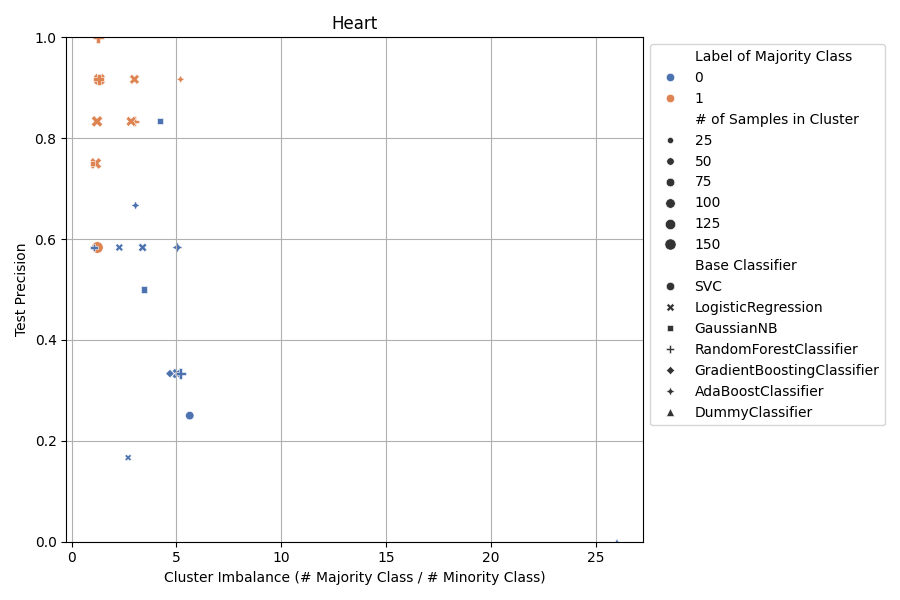 Heart
1.0
0.8
0.6
0.4
0.2
0.0
Test Precision
0
5
10
15
20
25
Cluster Imbalance (# Majority Class / # Minority Class)
Label of Majority Class
0
1
# of Samples in Cluster
25
50
75
100
125
150
Base Classifier
SVC
LogisticRegression
GaussianNB
RandomForestClassifier
GradientBoostingClassifier
AdaBoostClassifier
DummyClassifier